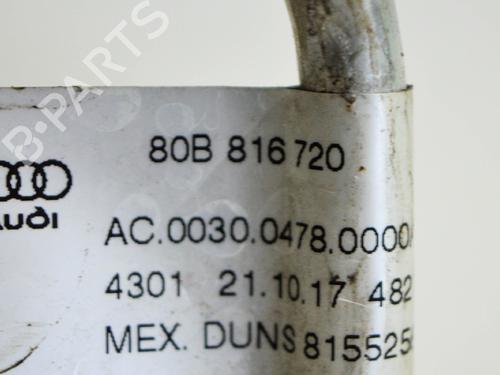 B-PARTS
80B 816 720
Audi
AC.0030.0478.0000
4301 21.10.17 482
MEX. DUNS 815525